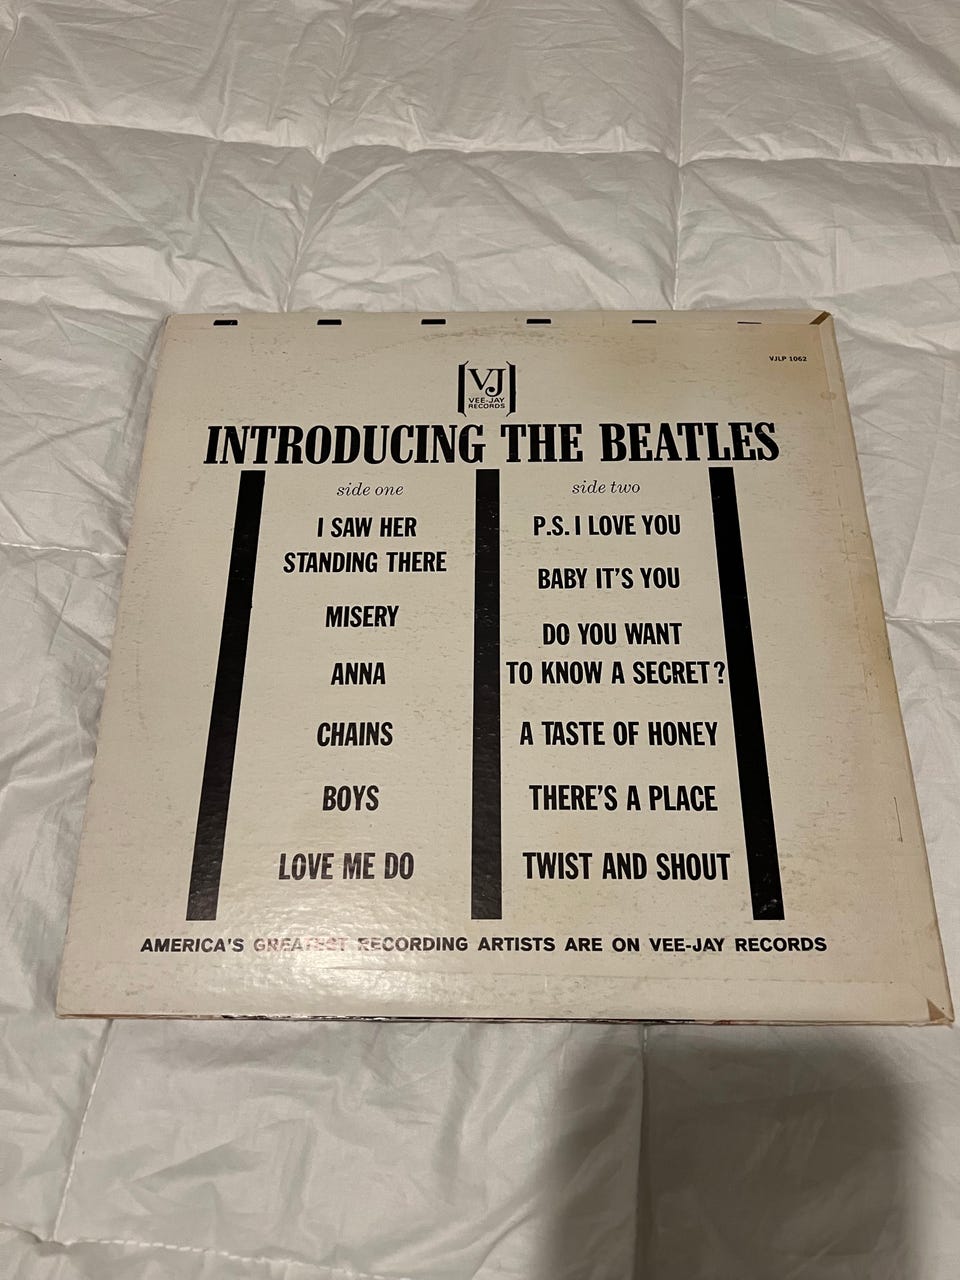 VJLP 1062
VJ
VEE-JAY
RECORDS
INTRODUCING THE BEATLES
side one
I SAW HER
STANDING THERE
MISERY
ANNA
CHAINS
BOYS
LOVE ME DO
side two
P.S. I LOVE YOU
BABY IT'S YOU
DO YOU WANT
TO KNOW A SECRET?
A TASTE OF HONEY
THERE'S A PLACE
TWIST AND SHOUT
AMERICA'S GREATEST RECORDING ARTISTS ARE ON VEE-JAY RECORDS